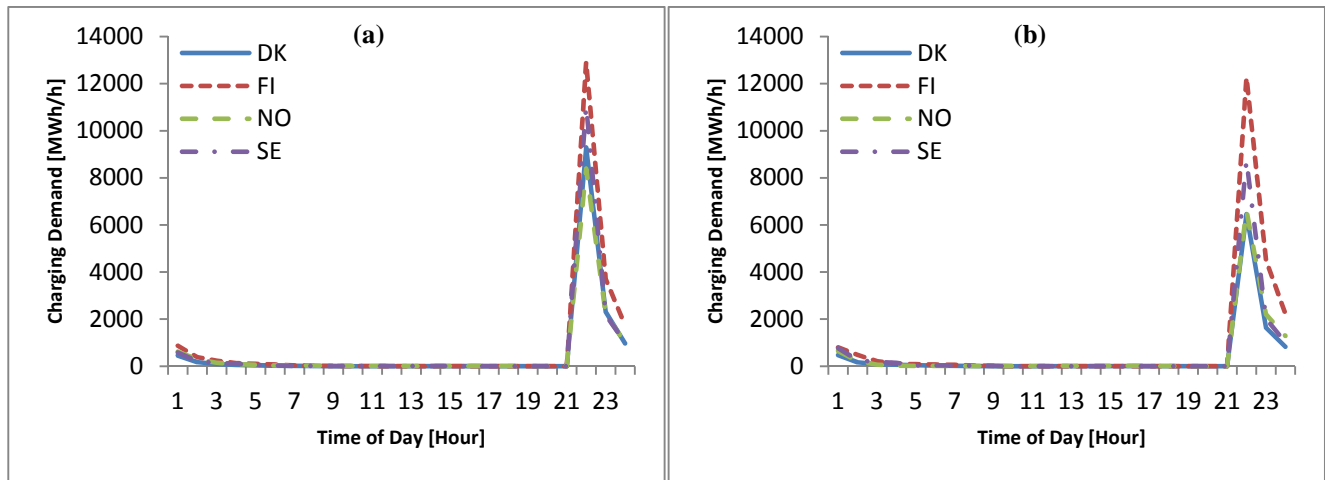 (a)
14000
12000
10000
8000
6000
4000
2000
0
Charging Demand [MWh/h]
DK
FI
NO
SE
1 3 5 7 9 11 13 15 17 19 21 23
Time of Day [Hour]
(b)
14000
12000
10000
8000
6000
4000
2000
0
Charging Demand [MWh/h]
DK
FI
NO
SE
1 3 5 7 9 11 13 15 17 19 21 23
Time of Day [Hour]